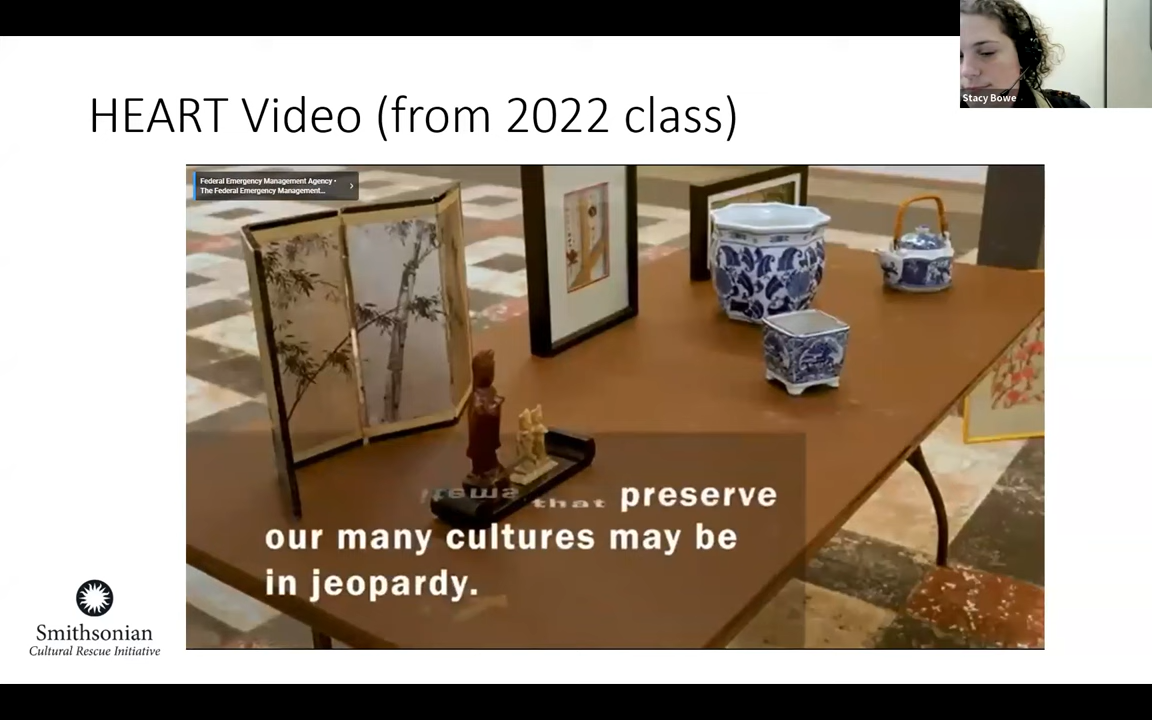 Stacy Bowe
HEART Video (from 2022 class)
Federal Emergency Management Agency •
The Federal Emergency Management...
items that preserve
our many cultures may be
in jeopardy.
Smithsonian
Cultural Rescue Initiative